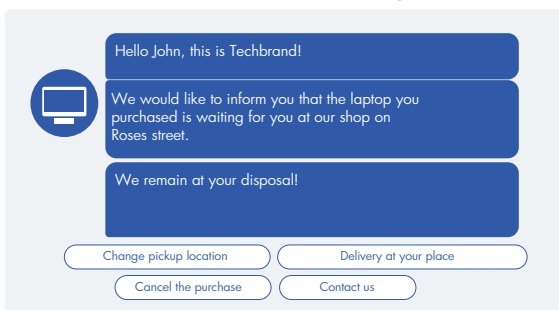 Hello John, this is Techbrand!
We would like to inform you that the laptop you
purchased is waiting for you at our shop on
Roses street.
We remain at your disposal!
Change pickup location
Delivery at your place
Cancel the purchase
Contact us